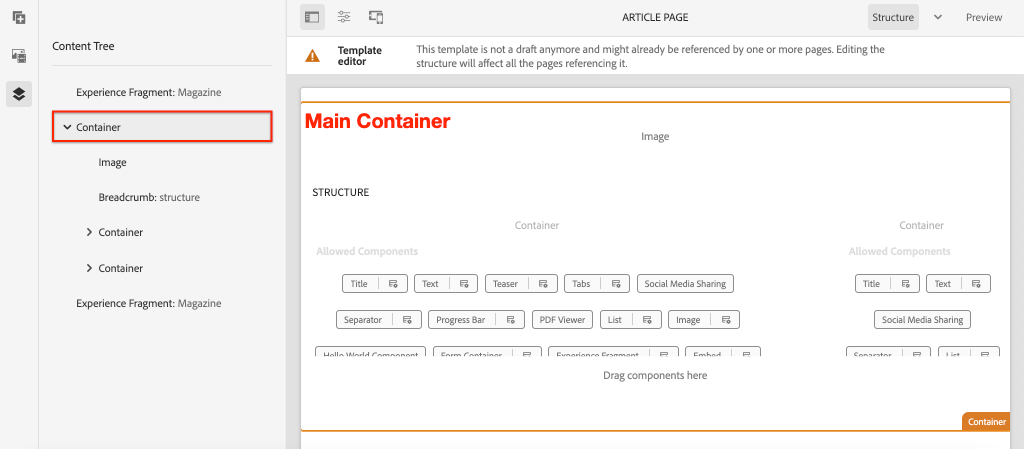 ARTICLE PAGE
Structure
Preview
Content Tree
Template editor
This template is not a draft anymore and might already be referenced by one or more pages. Editing the
structure will affect all the pages referencing it.
Experience Fragment: Magazine
Container
Image
Breadcrumb: structure
Container
Container
Experience Fragment: Magazine
Main Container
Image
STRUCTURE
Container
Allowed Components
Title Text Teaser Tabs Social Media Sharing
Separator Progress Bar PDF Viewer List Image
Hello World Component Form Container Experience Fragment Embed
Container
Allowed Components
Title Text
Social Media Sharing
Separator List
Drag components here
Container